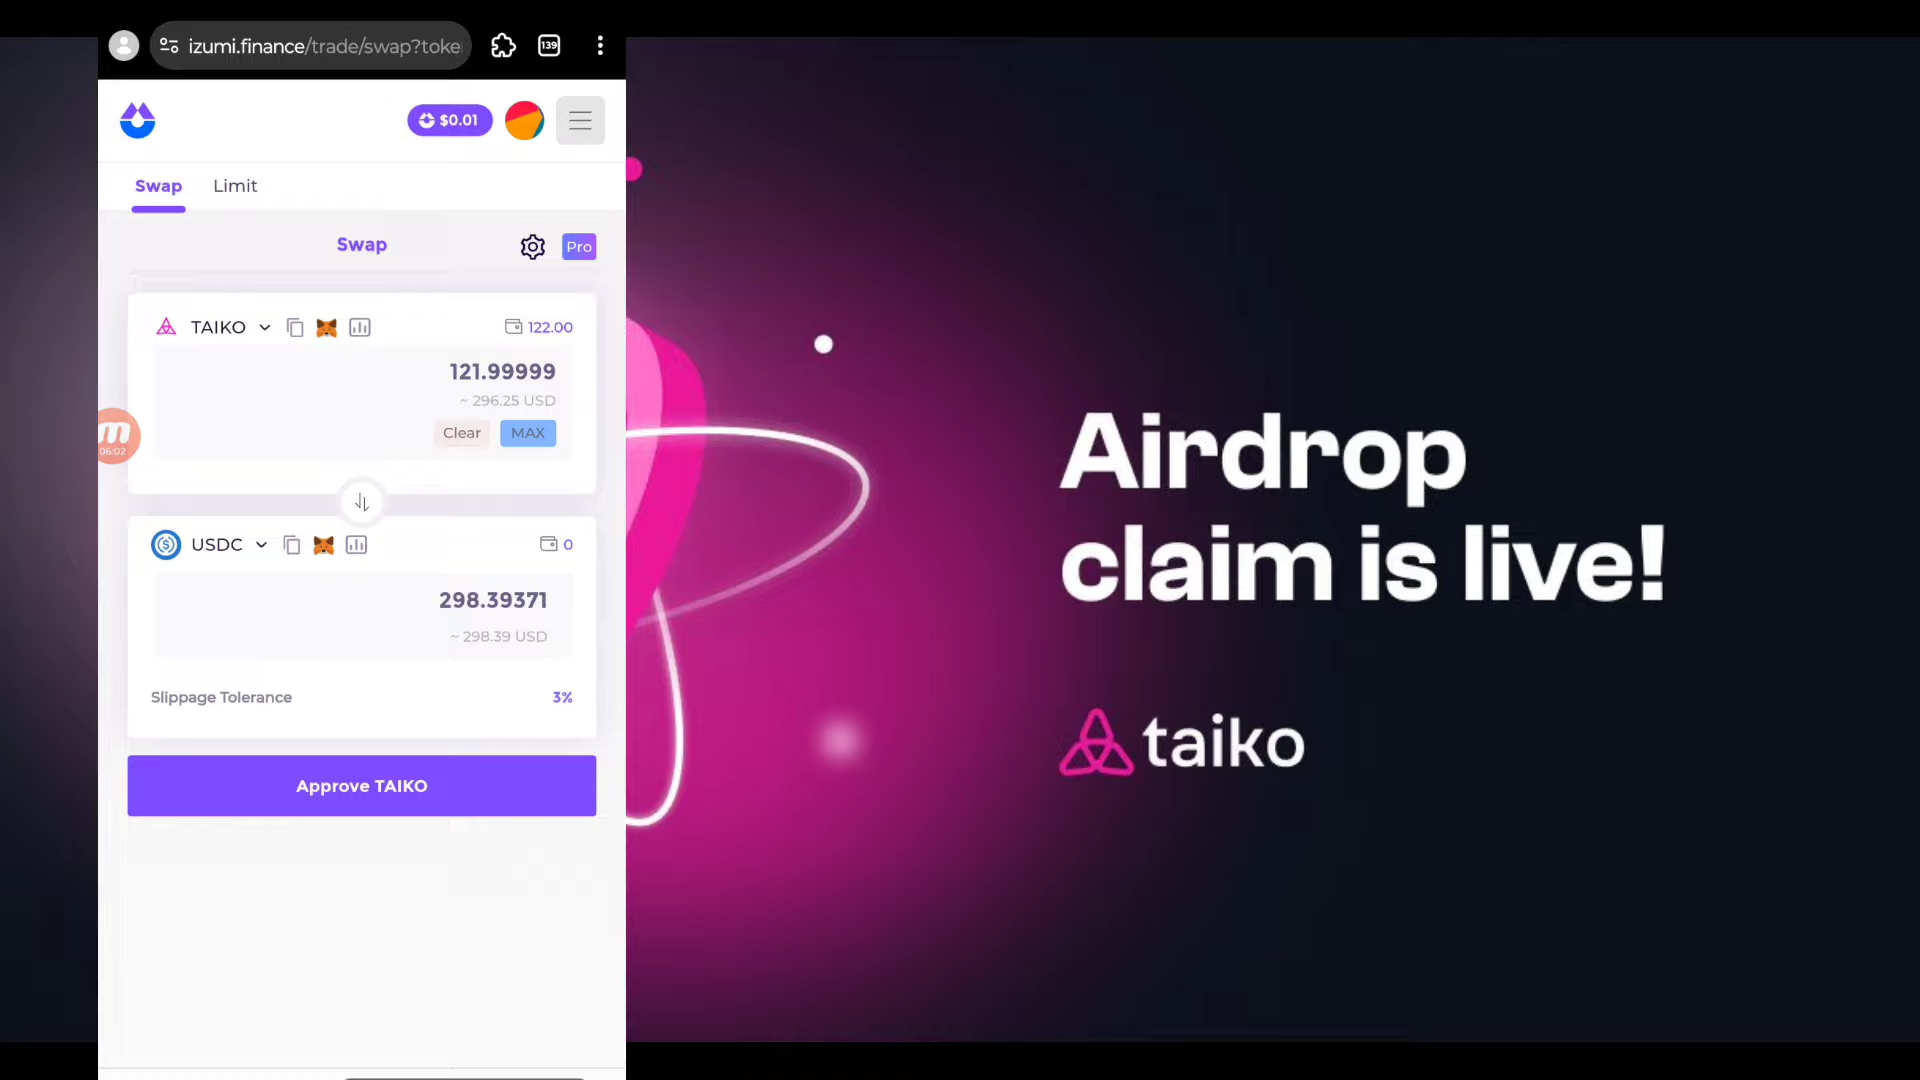 izumi.finance/trade/swap?toke
139
$0.01
Swap
Limit
Swap
Pro
TAIKO
122.00
121.99999
~ 296.25 USD
Clear
MAX
m
06:02
USDC
0
298.39371
~ 298.39 USD
Slippage Tolerance
3%
Approve TAIKO
Airdrop
claim is live!
taiko